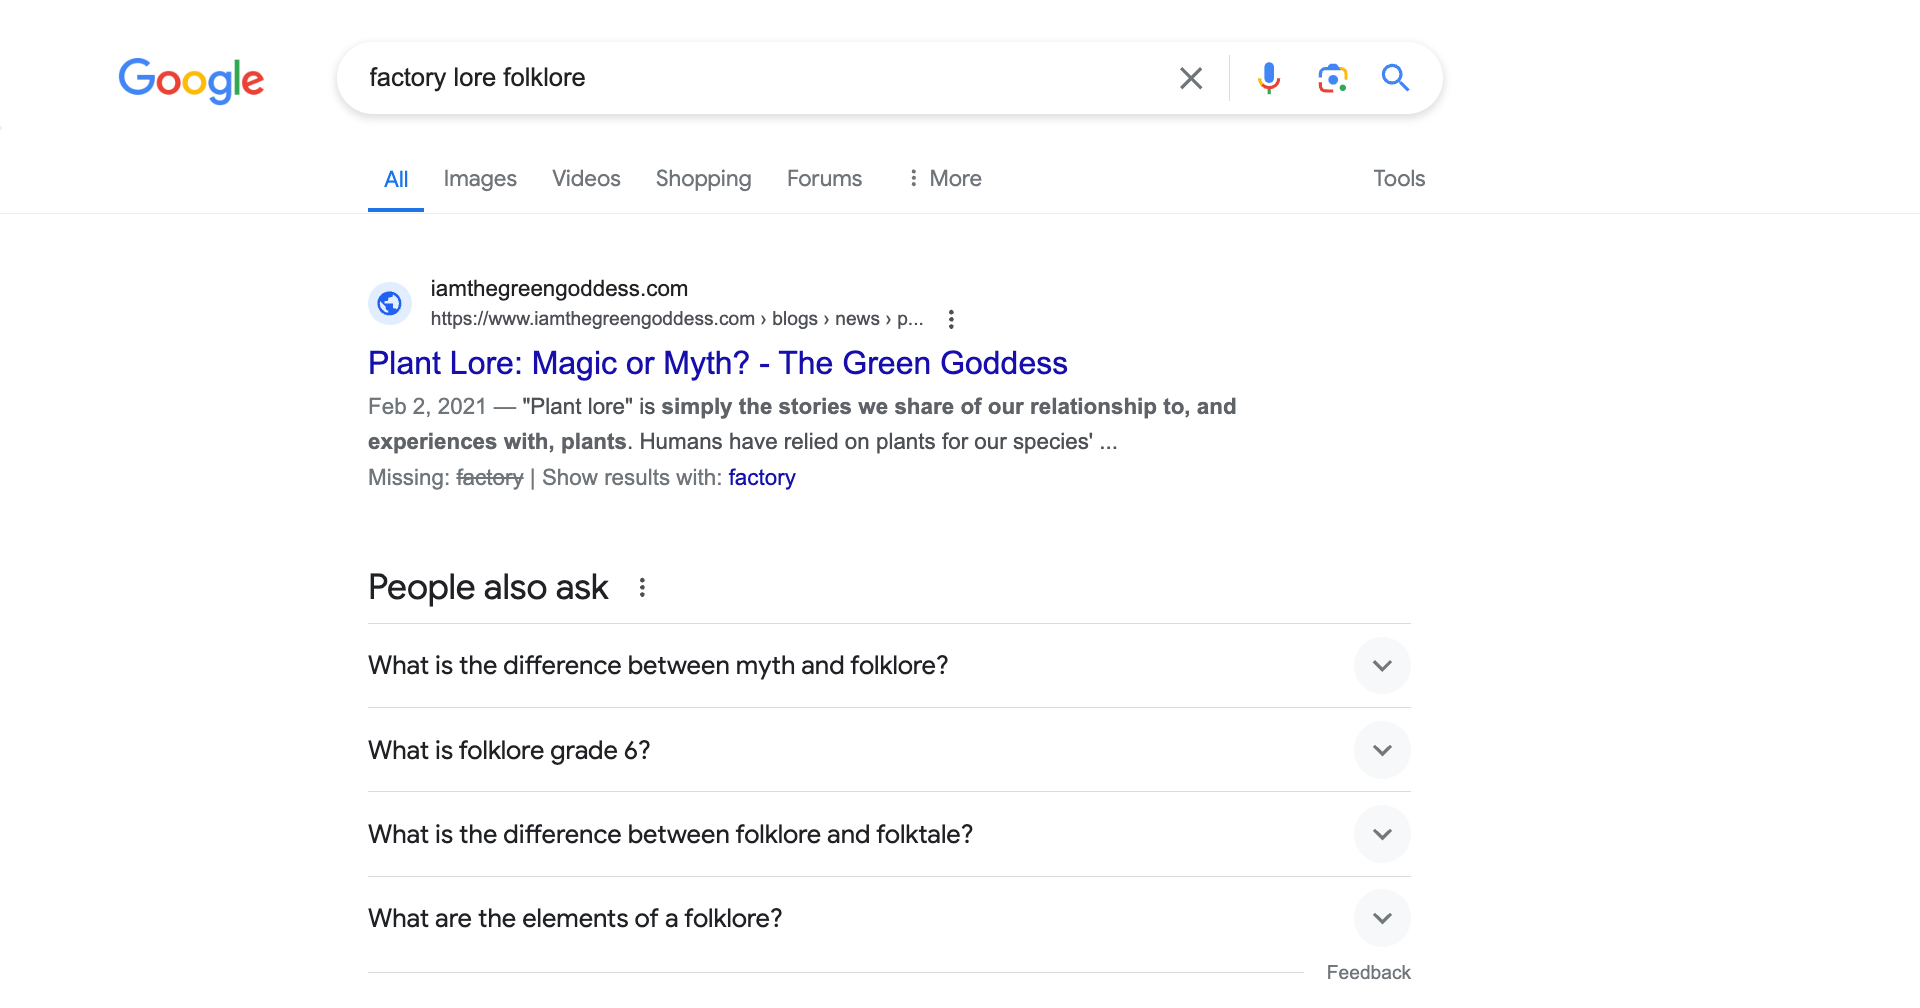 Google
factory lore folklore
All Images Videos Shopping Forums More Tools
iamthegreengoddess.com
https://www.iamthegreengoddess.com › blogs › news › p...
Plant Lore: Magic or Myth? - The Green Goddess
Feb 2, 2021 — "Plant lore" is simply the stories we share of our relationship to, and
experiences with, plants. Humans have relied on plants for our species' ...
Missing: factory | Show results with: factory
People also ask
What is the difference between myth and folklore?
What is folklore grade 6?
What is the difference between folklore and folktale?
What are the elements of a folklore?
Feedback